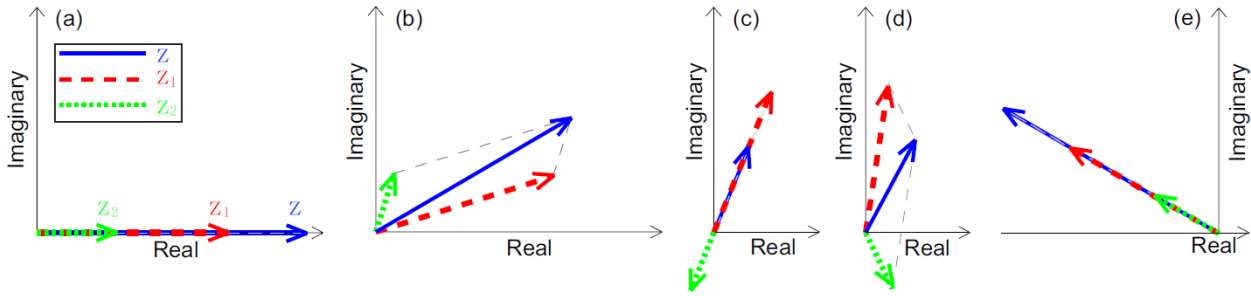 (a)
Imaginary
Z
Z₁
Z₂
Z₂
Z₁
Z
Real
(b)
Imaginary
Real
(c)
Imaginary
Real
(d)
Imaginary
Real
(e)
Imaginary
Real